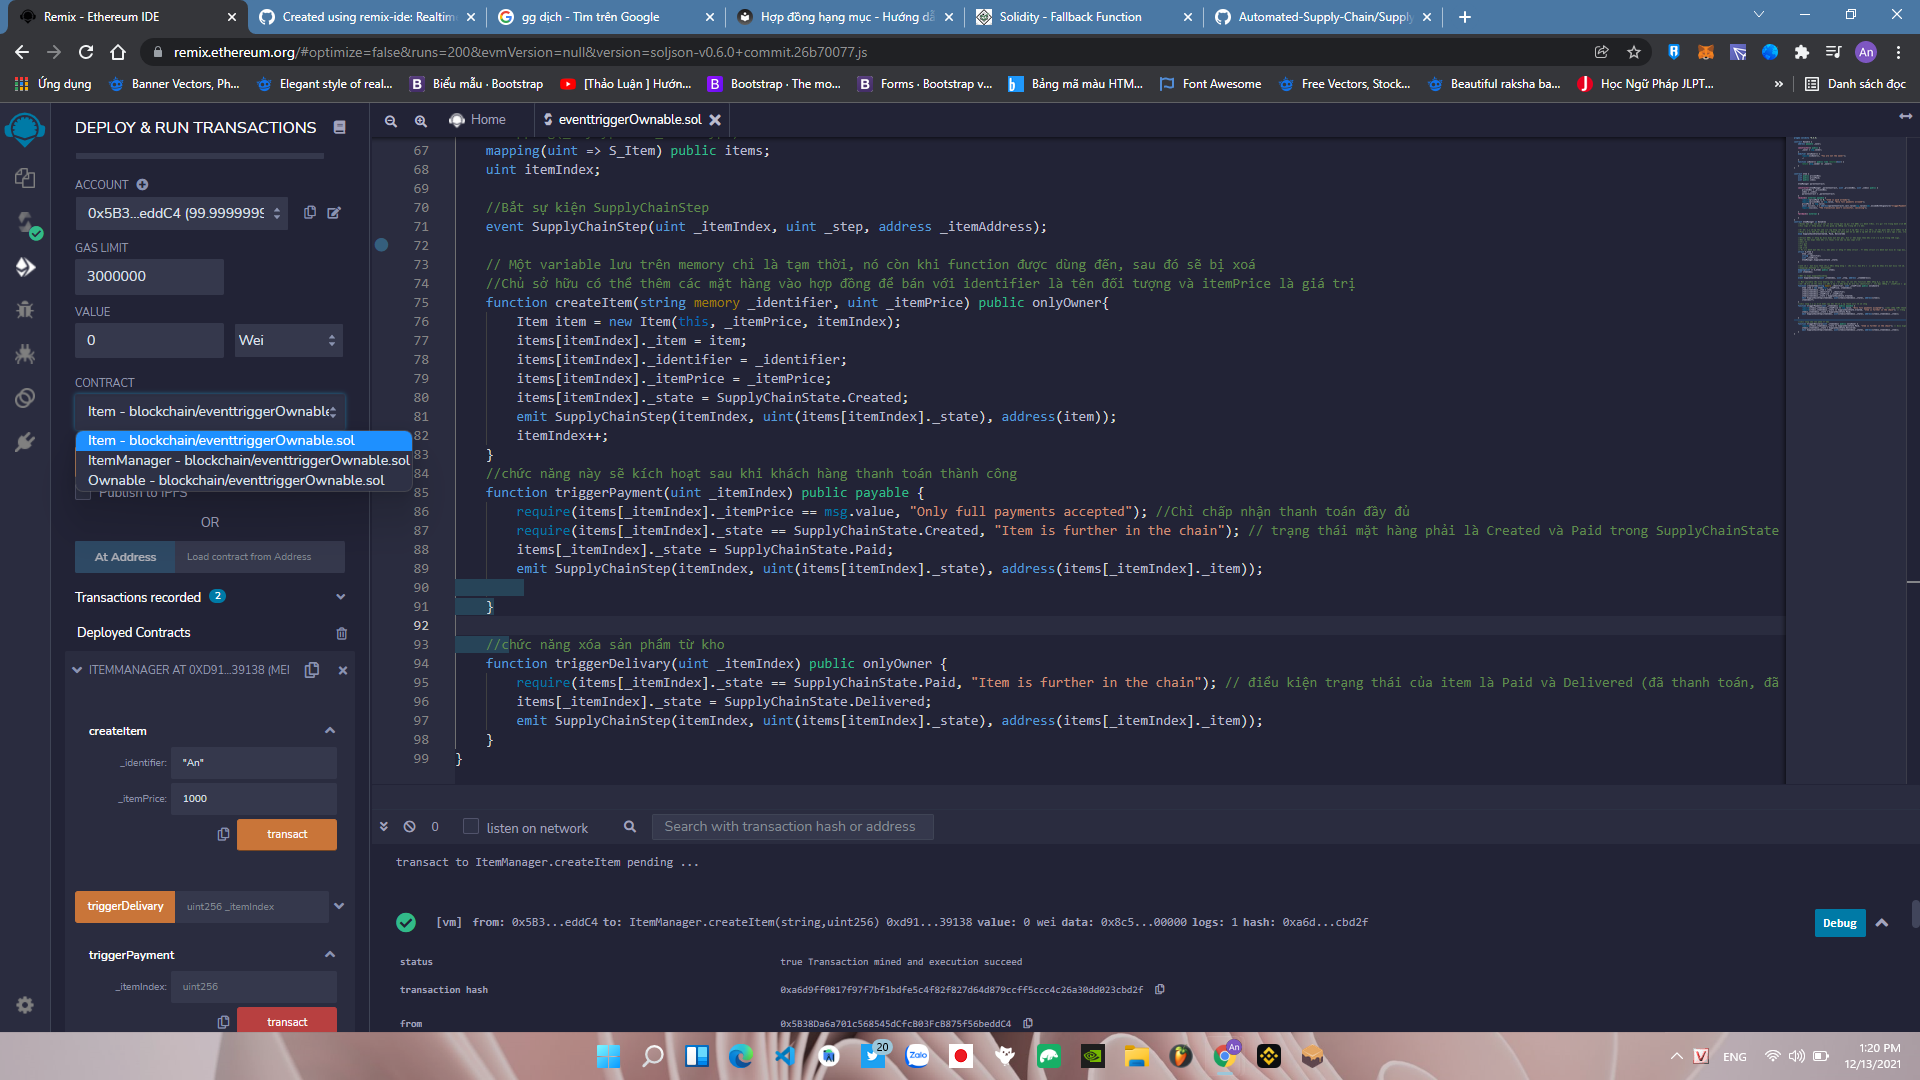 Remix - Ethereum IDE
Created using remix-ide: Realtime
gg dịch - Tìm trên Google
Hợp đồng hạng mục - Hướng dẫ
Solidity - Fallback Function
Automated-Supply-Chain/Supply
remix.ethereum.org/#optimize=false&runs=200&evmVersion=null&version=soljson-v0.6.0+commit.26b70077.js
An
Ứng dụng
Banner Vectors, Ph...
Elegant style of real...
Biểu mẫu · Bootstrap
[Thảo Luận ] Hướn...
Bootstrap · The mo...
Forms · Bootstrap v...
Bảng mã màu HTM...
Font Awesome
Free Vectors, Stock...
Beautiful raksha ba...
Học Ngữ Pháp JLPT...
»
Danh sách đọc
DEPLOY & RUN TRANSACTIONS
ACCOUNT
0x5B3...eddC4 (99.9999999
GAS LIMIT
3000000
VALUE
0
Wei
CONTRACT
Item - blockchain/eventtriggerOwnable
Item - blockchain/eventtriggerOwnable.sol
ItemManager - blockchain/eventtriggerOwnable.sol
Ownable - blockchain/eventtriggerOwnable.sol
Publish to IPFS
OR
At Address
Load contract from Address
Transactions recorded 2
Deployed Contracts
ITEMMANAGER AT 0XD91...39138 (MEI
createItem
_identifier: "An"
_itemPrice: 1000
transact
triggerDelivary
uint256 _itemIndex
triggerPayment
_itemIndex: uint256
transact
Home
eventtriggerOwnable.sol
67 mapping(uint => S_Item) public items;
68 uint itemIndex;
69
70 //Bắt sự kiện SupplyChainStep
71 event SupplyChainStep(uint _itemIndex, uint _step, address _itemAddress);
72
73 // Một variable lưu trên memory chỉ là tạm thời, nó còn khi function được dùng đến, sau đó sẽ bị xoá
74 //Chủ sở hữu có thể thêm các mặt hàng vào hợp đồng để bán với identifier là tên đối tượng và itemPrice là giá trị
75 function createItem(string memory _identifier, uint _itemPrice) public onlyOwner{
76 Item item = new Item(this, _itemPrice, itemIndex);
77 items[itemIndex]._item = item;
78 items[itemIndex]._identifier = _identifier;
79 items[itemIndex]._itemPrice = _itemPrice;
80 items[itemIndex]._state = SupplyChainState.Created;
81 emit SupplyChainStep(itemIndex, uint(items[itemIndex]._state), address(item));
82 itemIndex++;
83 }
84 //chức năng này sẽ kích hoạt sau khi khách hàng thanh toán thành công
85 function triggerPayment(uint _itemIndex) public payable {
86 require(items[_itemIndex]._itemPrice == msg.value, "Only full payments accepted"); //Chỉ chấp nhận thanh toán đầy đủ
87 require(items[_itemIndex]._state == SupplyChainState.Created, "Item is further in the chain"); // trạng thái mặt hàng phải là Created và Paid trong SupplyChainState
88 items[_itemIndex]._state = SupplyChainState.Paid;
89 emit SupplyChainStep(itemIndex, uint(items[itemIndex]._state), address(items[_itemIndex]._item));
90
91 }
92
93 //chức năng xóa sản phẩm từ kho
94 function triggerDelivary(uint _itemIndex) public onlyOwner {
95 require(items[_itemIndex]._state == SupplyChainState.Paid, "Item is further in the chain"); // điều kiện trạng thái của item là Paid và Delivered (đã thanh toán, đã
96 items[_itemIndex]._state = SupplyChainState.Delivered;
97 emit SupplyChainStep(itemIndex, uint(items[itemIndex]._state), address(items[_itemIndex]._item));
98 }
99 }
0
listen on network
Search with transaction hash or address
transact to ItemManager.createItem pending ...
[vm] from: 0x5B3...eddC4 to: ItemManager.createItem(string,uint256) 0xd91...39138 value: 0 wei data: 0x8c5...00000 logs: 1 hash: 0xa6d...cbd2f
Debug
status true Transaction mined and execution succeed
transaction hash 0xa6d9ff0817f97f7bf1bdfe5c4f82f827d64d879ccff5ccc4c26a30dd023cbd2f
from 0x5B38Da6a701c568545dCfcB03FcB875f56beddC4
20
Zalo
An
ENG
1:20 PM
12/13/2021